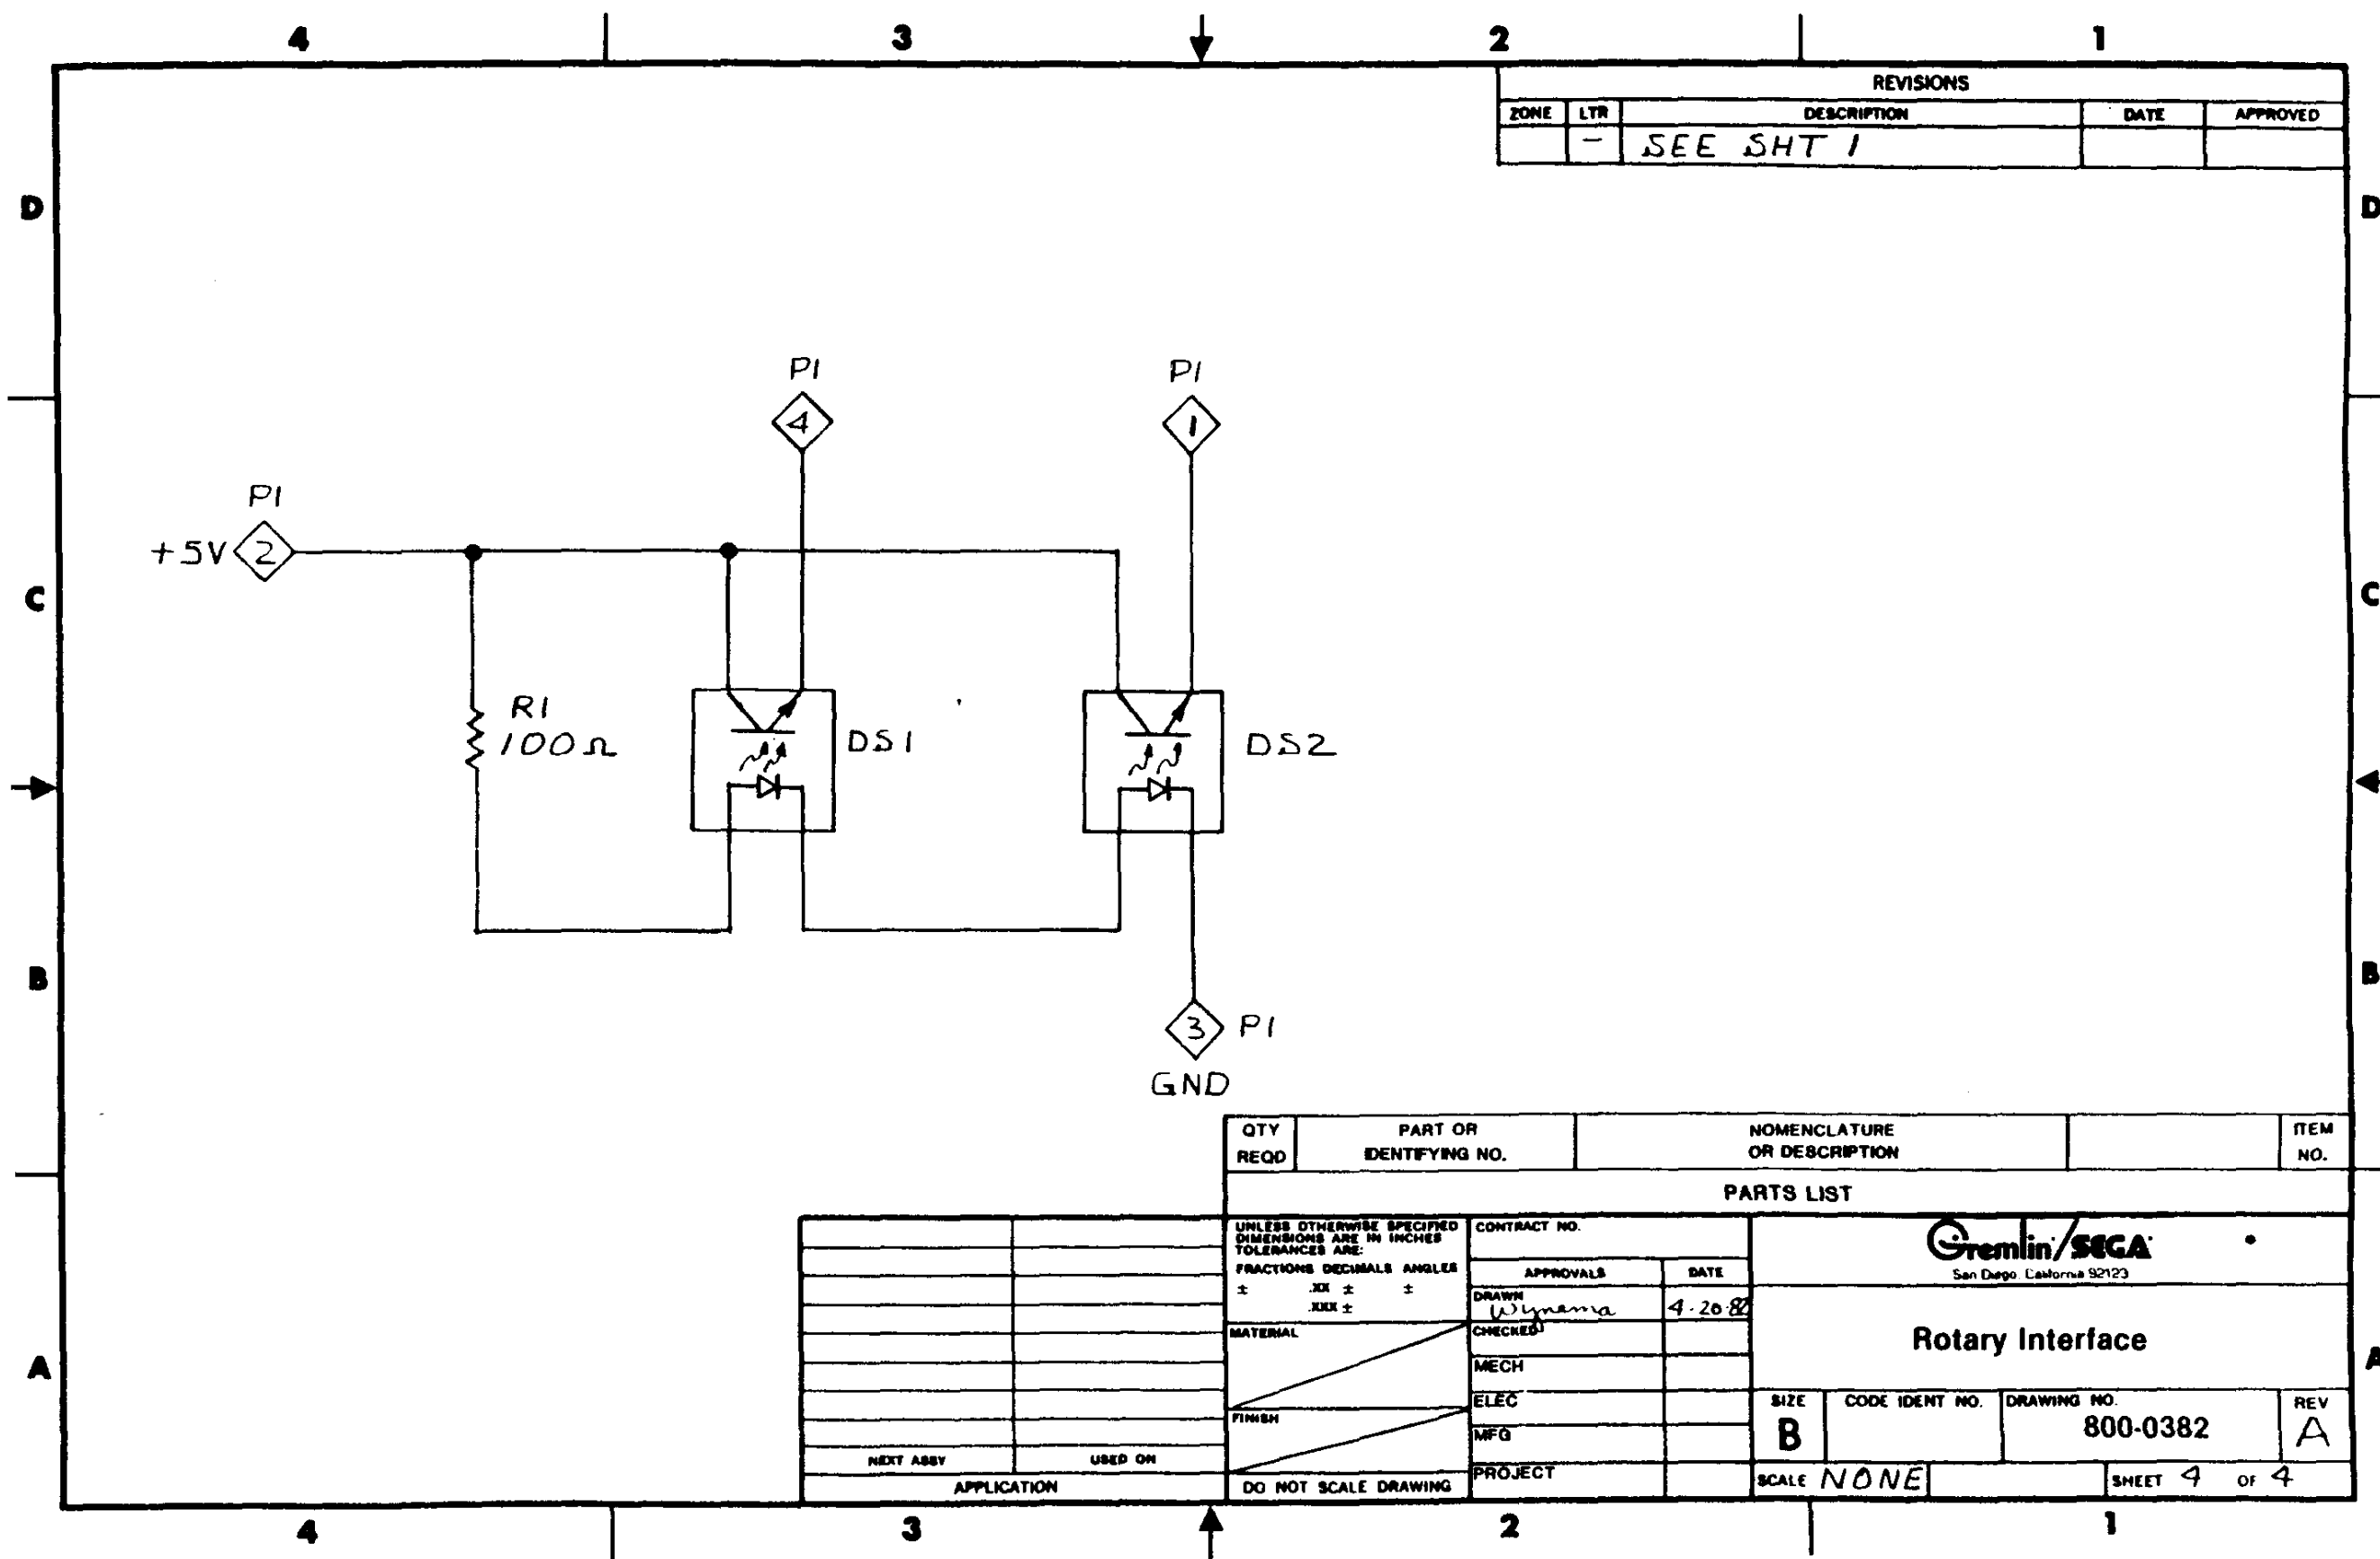 4 3 2 1
REVISIONS
ZONE LTR DESCRIPTION DATE APPROVED
- SEE SHT 1
D D
P1 P1
4 1
P1
+5V 2
C C
R1
100Ω DS1 DS2
B B
3 P1
GND
QTY REQD PART OR IDENTIFYING NO. NOMENCLATURE OR DESCRIPTION ITEM NO.
PARTS LIST
UNLESS OTHERWISE SPECIFIED
DIMENSIONS ARE IN INCHES
TOLERANCES ARE:
FRACTIONS DECIMALS ANGLES
± .XX ± ±
.XXX ±
MATERIAL
FINISH
DO NOT SCALE DRAWING
NEXT ASSY USED ON
APPLICATION
CONTRACT NO.
APPROVALS DATE
DRAWN Wynema 4-20-82
CHECKED
MECH
ELEC
MFG
PROJECT
Gremlin/SEGA
San Diego, California 92123
Rotary Interface
SIZE CODE IDENT NO. DRAWING NO. REV
B 800-0382 A
SCALE NONE SHEET 4 OF 4
A A
4 3 2 1